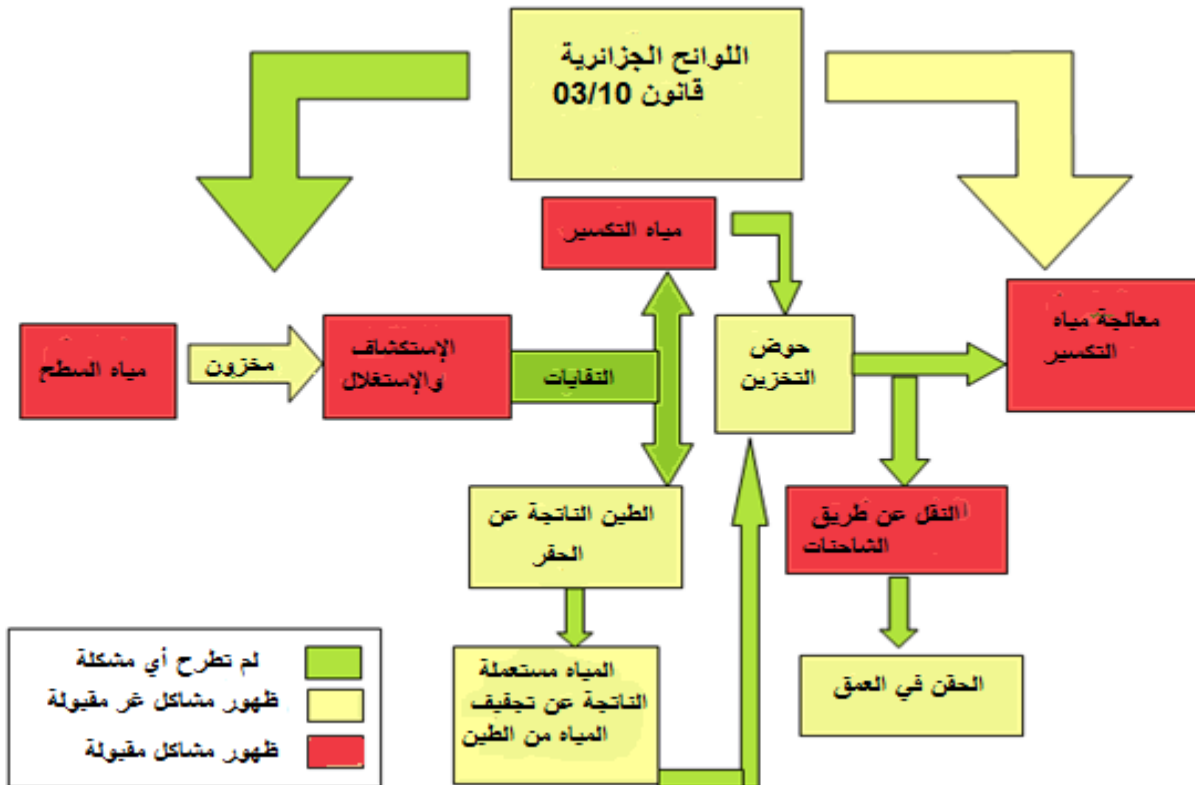 اللوائح الجزائرية
قانون 03/10
مياه التكسير
معالجة مياه
التكسير
حوض
التخزين
الإستكشاف
والإستغلال
مخزون
مياه السطح
النفايات
الطين الناتجة عن
الحفر
النقل عن طريق
الشاحنات
المياه مستعملة
الناتجة عن تجفيف
المياه من الطين
الحقن في العمق
لم تطرح أي مشكلة
ظهور مشاكل غر مقبولة
ظهور مشاكل مقبولة